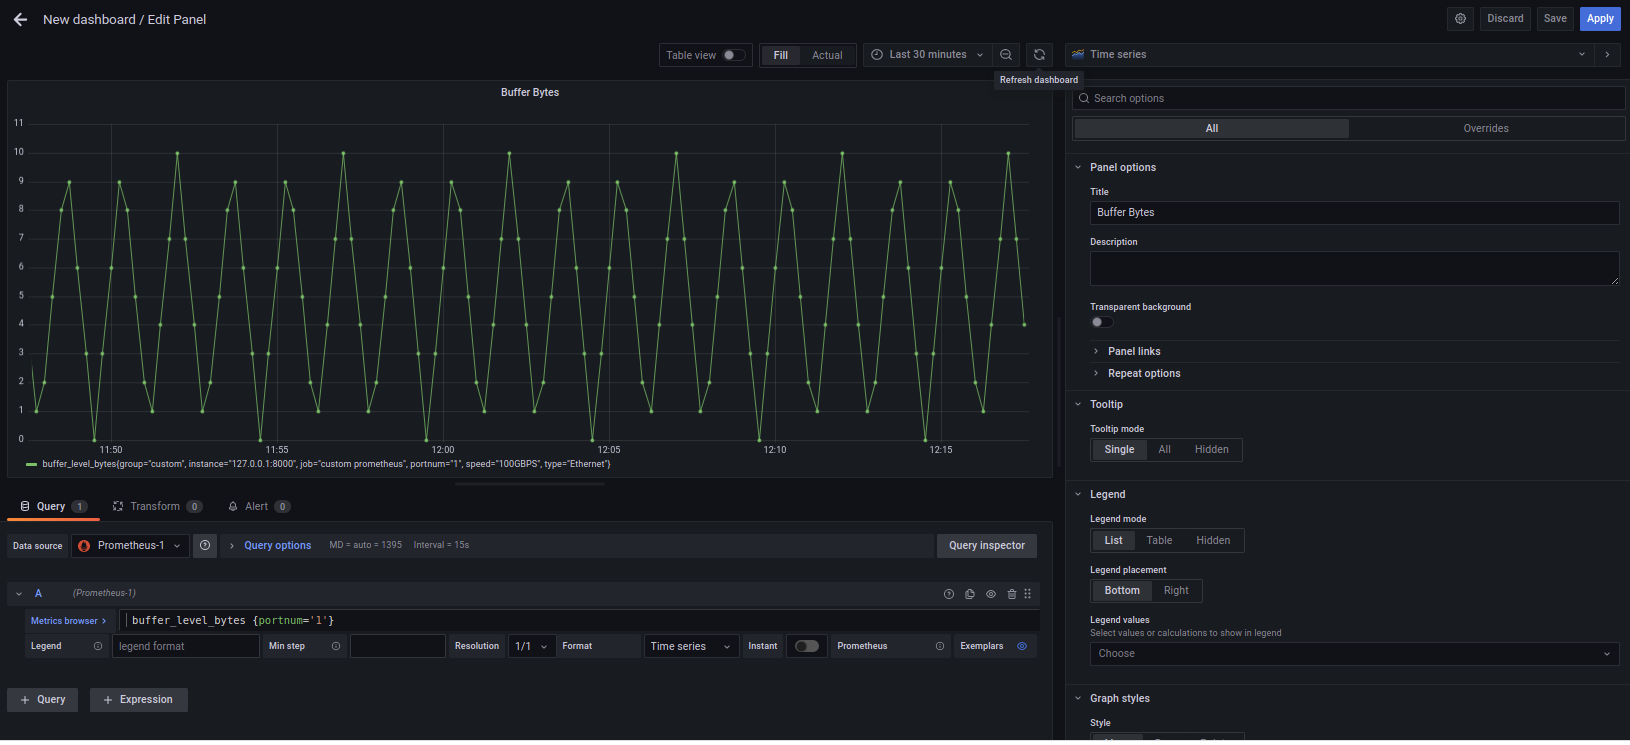 New dashboard / Edit Panel
Discard Save Apply
Table view Fill Actual Last 30 minutes Time series
Refresh dashboard
Buffer Bytes
Search options
All Overrides
11
10
9
8
7
6
5
4
3
2
1
0
11:50 11:55 12:00 12:05 12:10 12:15
buffer_level_bytes{group="custom", instance="127.0.0.1:8000", job="custom prometheus", portnum="1", speed="100GBPS", type="Ethernet"}
Panel options
Title
Buffer Bytes
Description
Transparent background
Panel links
Repeat options
Tooltip
Tooltip mode
Single All Hidden
Legend
Legend mode
List Table Hidden
Legend placement
Bottom Right
Legend values
Select values or calculations to show in legend
Choose
Graph styles
Style
Query 1 Transform 0 Alert 0
Data source Prometheus-1 Query options MD = auto = 1395 Interval = 15s Query inspector
A (Prometheus-1)
Metrics browser > buffer_level_bytes {portnum='1'}
Legend legend format Min step Resolution 1/1 Format Time series Instant Prometheus Exemplars
+ Query + Expression